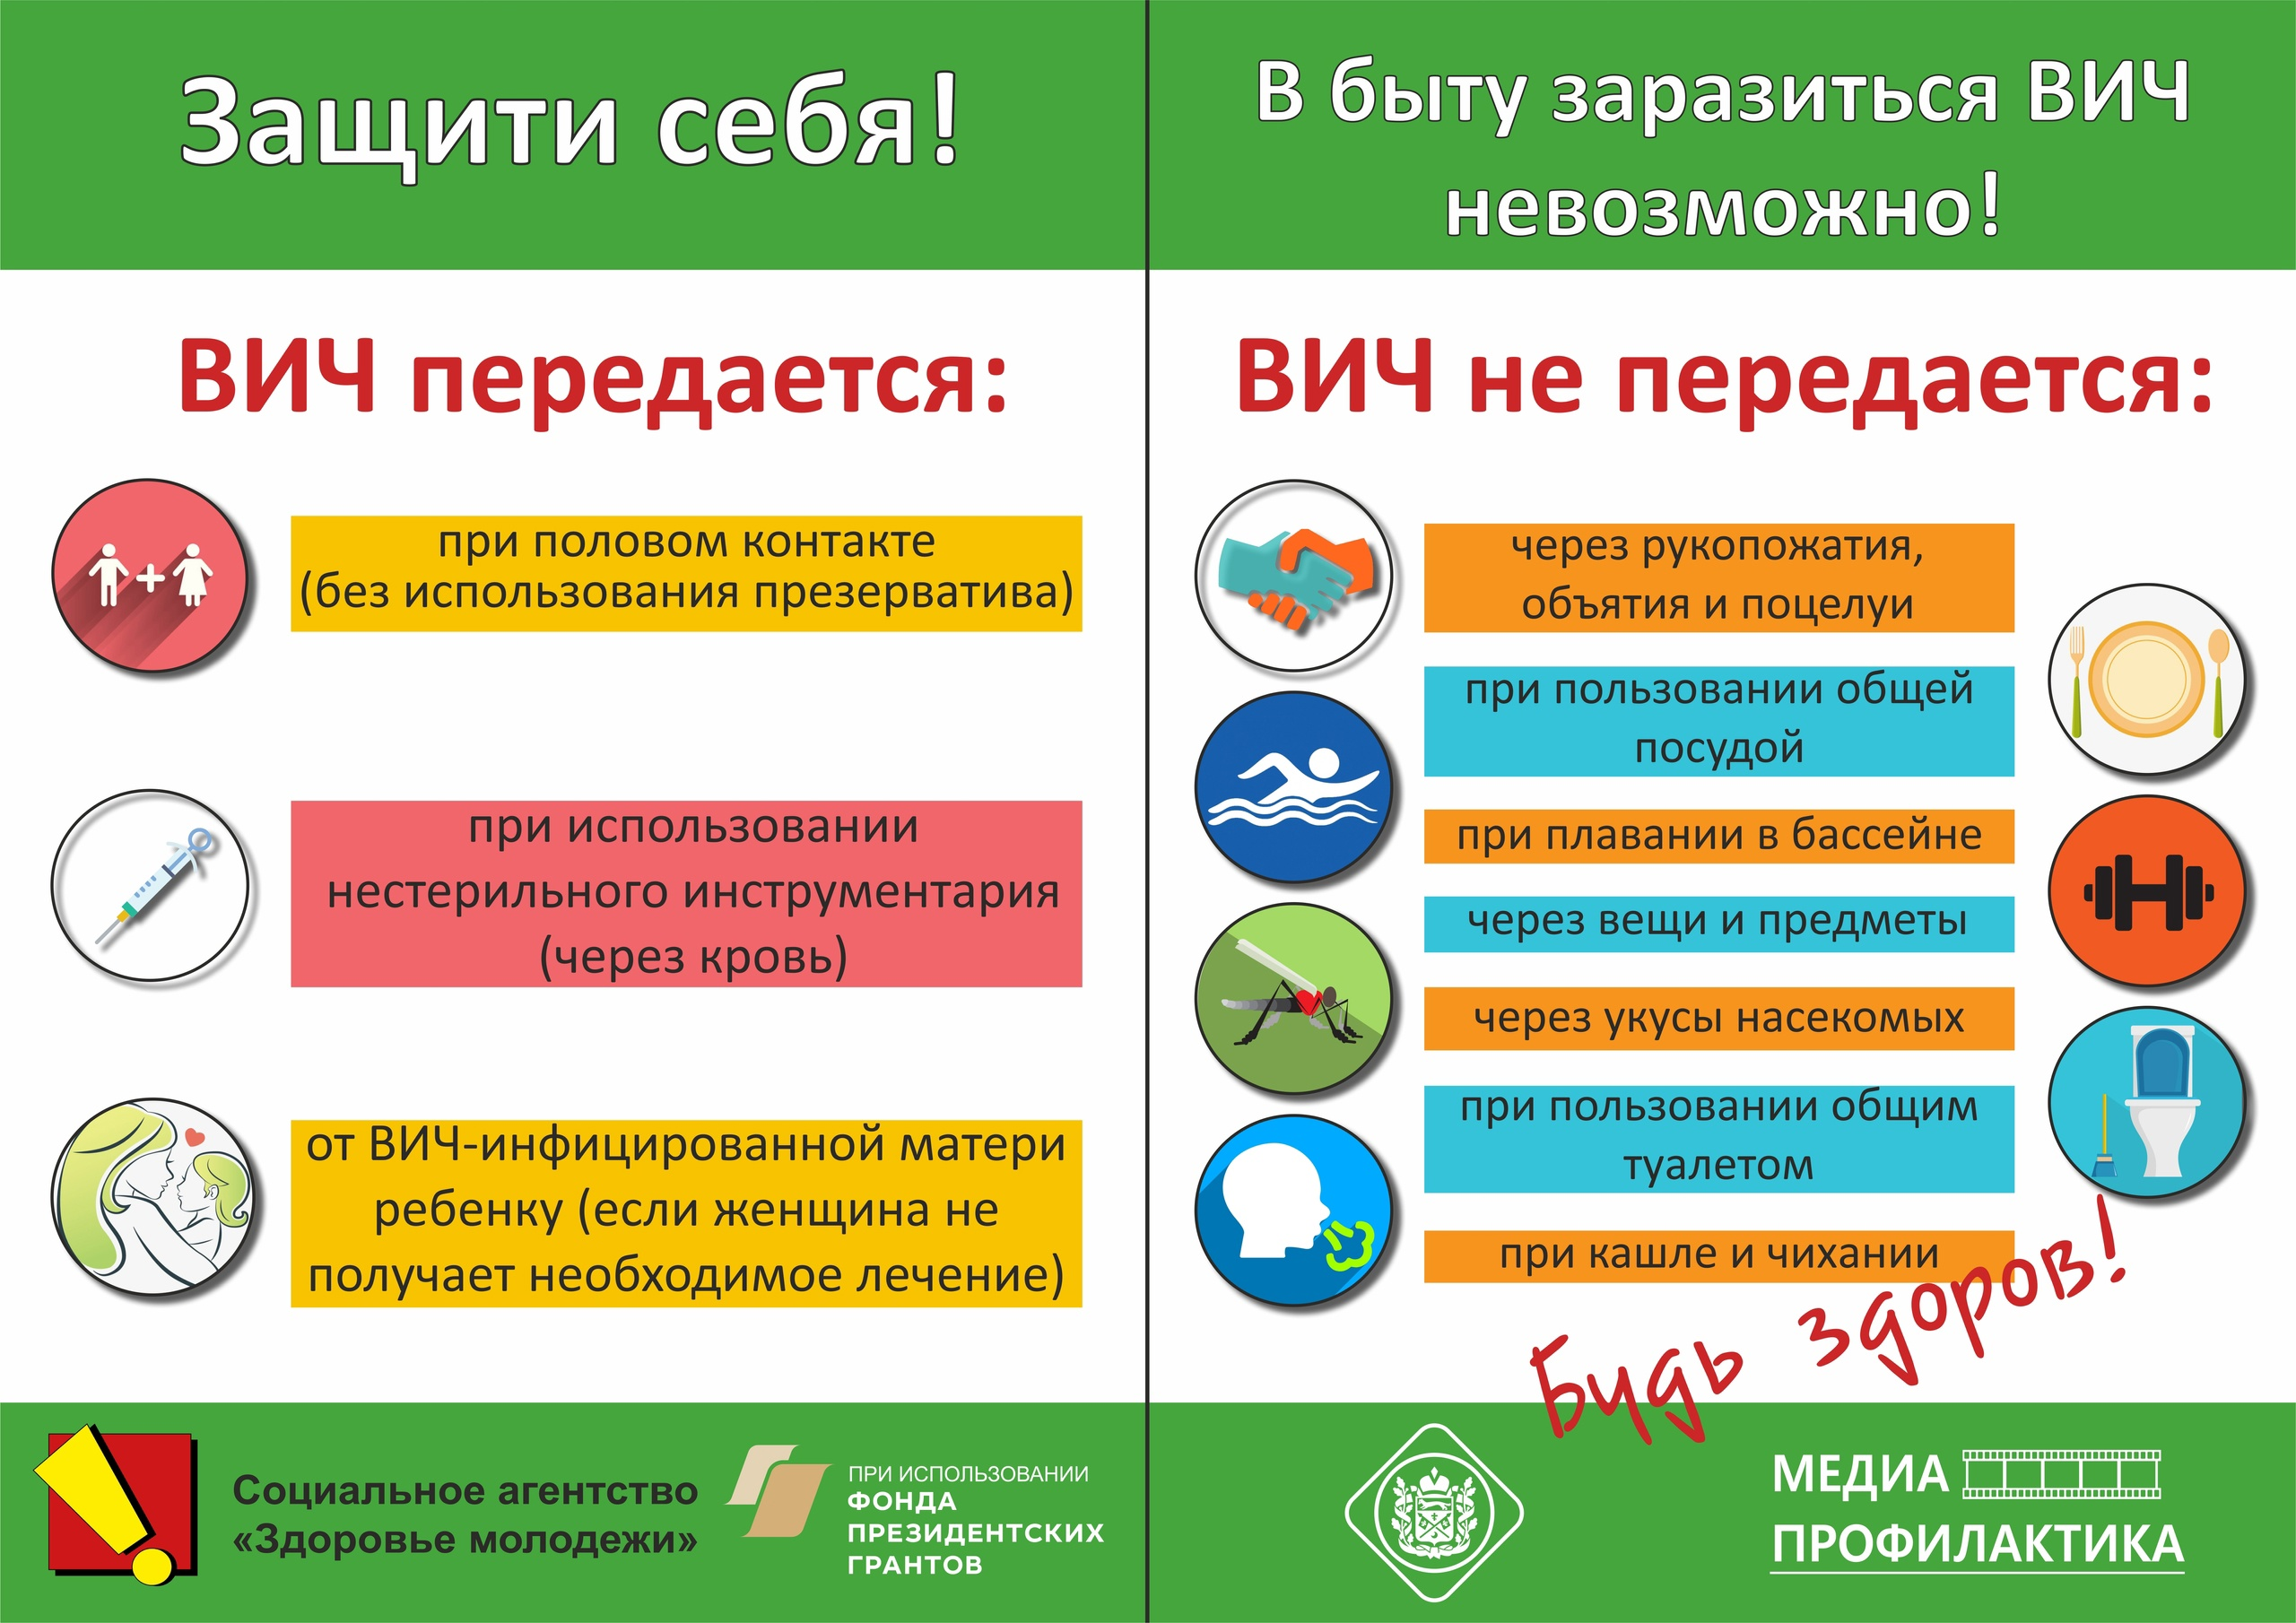 Защити себя!
ВИЧ передается:
при половом контакте
(без использования презерватива)
при использовании
нестерильного инструментария
(через кровь)
от ВИЧ-инфицированной матери
ребенку (если женщина не
получает необходимое лечение)
Социальное агентство
«Здоровье молодежи»
ПРИ ИСПОЛЬЗОВАНИИ
ФОНДА
ПРЕЗИДЕНТСКИХ
ГРАНТОВ
В быту заразиться ВИЧ
невозможно!
ВИЧ не передается:
через рукопожатия,
объятия и поцелуи
при пользовании общей
посудой
при плавании в бассейне
через вещи и предметы
через укусы насекомых
при пользовании общим
туалетом
при кашле и чихании
Будь здоров!
МЕДИА
ПРОФИЛАКТИКА